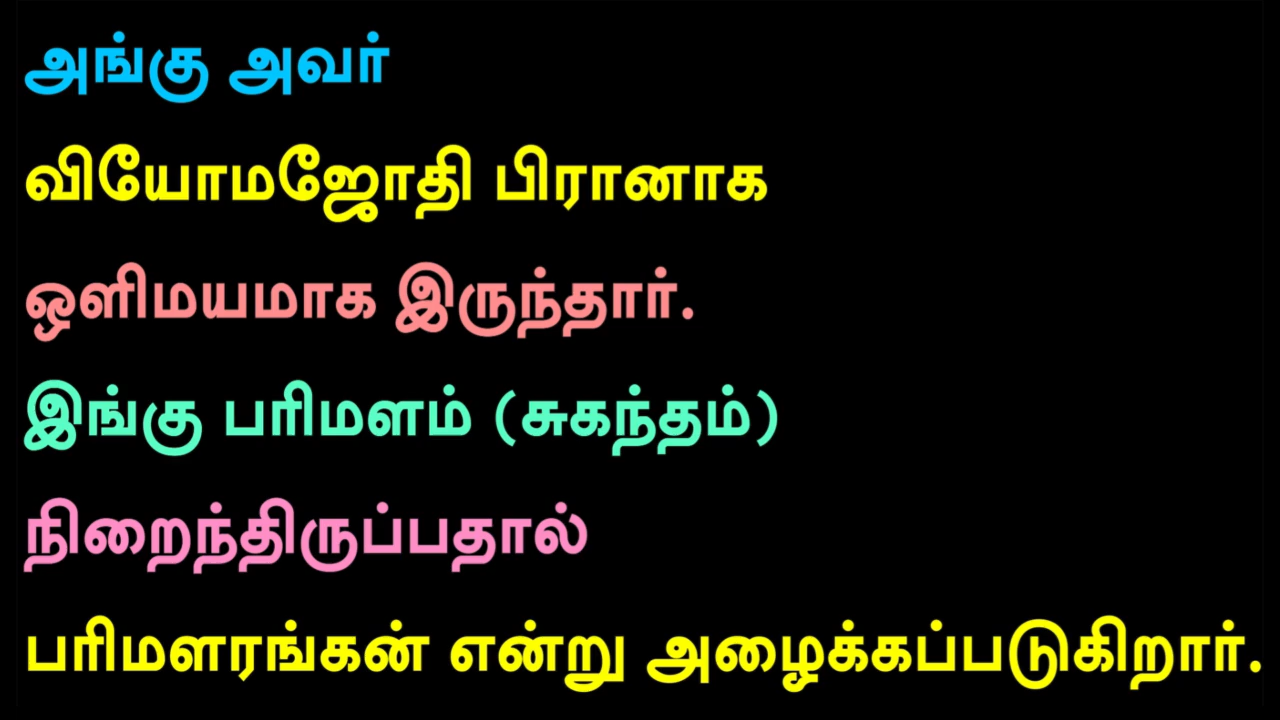 அங்கு அவர்
வியோமஜோதி பிரானாக
ஒளிமயமாக இருந்தார்.
இங்கு பரிமளம் (சுகந்தம்)
நிறைந்திருப்பதால்
பரிமளரங்கன் என்று அழைக்கப்படுகிறார்.